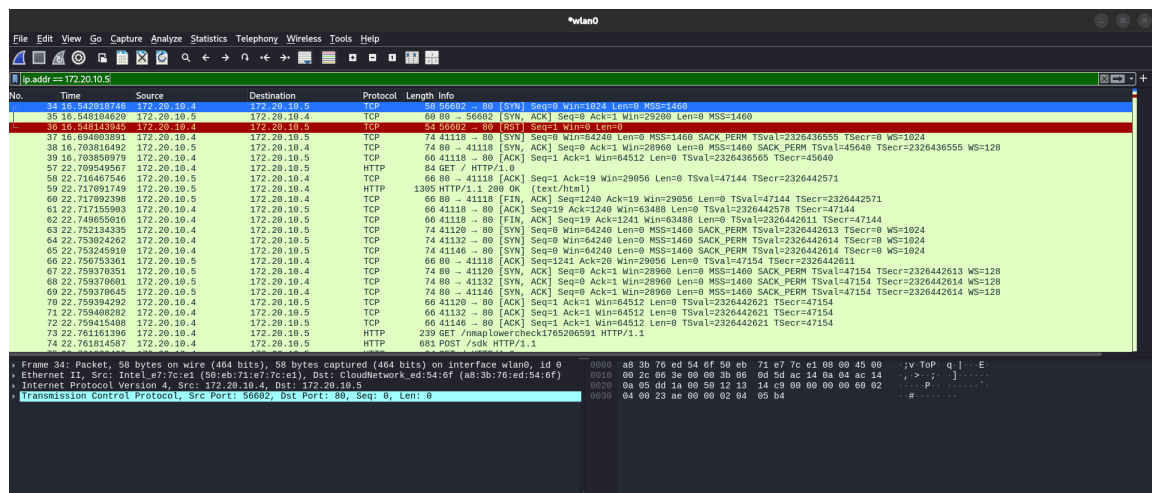 *wlan0
File Edit View Go Capture Analyze Statistics Telephony Wireless Tools Help
ip.addr == 172.20.10.5
No. Time Source Destination Protocol Length Info
34 16.542018746 172.20.10.4 172.20.10.5 TCP 58 56602 → 80 [SYN] Seq=0 Win=1024 Len=0 MSS=1460
35 16.548104620 172.20.10.5 172.20.10.4 TCP 60 80 → 56602 [SYN, ACK] Seq=0 Ack=1 Win=29200 Len=0 MSS=1460
36 16.548143945 172.20.10.4 172.20.10.5 TCP 54 56602 → 80 [RST] Seq=1 Win=0 Len=0
37 16.694003891 172.20.10.4 172.20.10.5 TCP 74 41118 → 80 [SYN] Seq=0 Win=64240 Len=0 MSS=1460 SACK_PERM TSval=2326436555 TSecr=0 WS=1024
38 16.703816492 172.20.10.5 172.20.10.4 TCP 74 80 → 41118 [SYN, ACK] Seq=0 Ack=1 Win=28960 Len=0 MSS=1460 SACK_PERM TSval=45640 TSecr=2326436555 WS=128
39 16.703850979 172.20.10.4 172.20.10.5 TCP 66 41118 → 80 [ACK] Seq=1 Ack=1 Win=64512 Len=0 TSval=2326436565 TSecr=45640
57 22.709549567 172.20.10.4 172.20.10.5 HTTP 84 GET / HTTP/1.0
58 22.716467546 172.20.10.5 172.20.10.4 TCP 66 80 → 41118 [ACK] Seq=1 Ack=19 Win=29056 Len=0 TSval=47144 TSecr=2326442571
59 22.717091749 172.20.10.5 172.20.10.4 HTTP 1305 HTTP/1.1 200 OK (text/html)
60 22.717092398 172.20.10.5 172.20.10.4 TCP 66 80 → 41118 [FIN, ACK] Seq=1240 Ack=19 Win=29056 Len=0 TSval=47144 TSecr=2326442571
61 22.717155903 172.20.10.4 172.20.10.5 TCP 66 41118 → 80 [ACK] Seq=19 Ack=1240 Win=63488 Len=0 TSval=2326442578 TSecr=47144
62 22.749655016 172.20.10.4 172.20.10.5 TCP 66 41118 → 80 [FIN, ACK] Seq=19 Ack=1241 Win=63488 Len=0 TSval=2326442611 TSecr=47144
63 22.752134335 172.20.10.4 172.20.10.5 TCP 74 41120 → 80 [SYN] Seq=0 Win=64240 Len=0 MSS=1460 SACK_PERM TSval=2326442613 TSecr=0 WS=1024
64 22.753024262 172.20.10.4 172.20.10.5 TCP 74 41132 → 80 [SYN] Seq=0 Win=64240 Len=0 MSS=1460 SACK_PERM TSval=2326442614 TSecr=0 WS=1024
65 22.753245910 172.20.10.4 172.20.10.5 TCP 74 41146 → 80 [SYN] Seq=0 Win=64240 Len=0 MSS=1460 SACK_PERM TSval=2326442614 TSecr=0 WS=1024
66 22.756753361 172.20.10.5 172.20.10.4 TCP 66 80 → 41118 [ACK] Seq=1241 Ack=20 Win=29056 Len=0 TSval=47154 TSecr=2326442611
67 22.759370351 172.20.10.5 172.20.10.4 TCP 74 80 → 41120 [SYN, ACK] Seq=0 Ack=1 Win=28960 Len=0 MSS=1460 SACK_PERM TSval=47154 TSecr=2326442613 WS=128
68 22.759370601 172.20.10.5 172.20.10.4 TCP 74 80 → 41132 [SYN, ACK] Seq=0 Ack=1 Win=28960 Len=0 MSS=1460 SACK_PERM TSval=47154 TSecr=2326442614 WS=128
69 22.759370645 172.20.10.5 172.20.10.4 TCP 74 80 → 41146 [SYN, ACK] Seq=0 Ack=1 Win=28960 Len=0 MSS=1460 SACK_PERM TSval=47154 TSecr=2326442614 WS=128
70 22.759394292 172.20.10.4 172.20.10.5 TCP 66 41120 → 80 [ACK] Seq=1 Ack=1 Win=64512 Len=0 TSval=2326442621 TSecr=47154
71 22.759408282 172.20.10.4 172.20.10.5 TCP 66 41132 → 80 [ACK] Seq=1 Ack=1 Win=64512 Len=0 TSval=2326442621 TSecr=47154
72 22.759415408 172.20.10.4 172.20.10.5 TCP 66 41146 → 80 [ACK] Seq=1 Ack=1 Win=64512 Len=0 TSval=2326442621 TSecr=47154
73 22.761161396 172.20.10.4 172.20.10.5 HTTP 239 GET /nmaplowercheck1765206591 HTTP/1.1
74 22.761814587 172.20.10.4 172.20.10.5 HTTP 681 POST /sdk HTTP/1.1
Frame 34: Packet, 58 bytes on wire (464 bits), 58 bytes captured (464 bits) on interface wlan0, id 0
Ethernet II, Src: Intel_e7:7c:e1 (50:eb:71:e7:7c:e1), Dst: CloudNetwork_ed:54:6f (a8:3b:76:ed:54:6f)
Internet Protocol Version 4, Src: 172.20.10.4, Dst: 172.20.10.5
Transmission Control Protocol, Src Port: 56602, Dst Port: 80, Seq: 0, Len: 0
0000 a8 3b 76 ed 54 6f 50 eb 71 e7 7c e1 08 00 45 00 ·;v·ToP· q·|···E·
0010 00 2c 06 3e 00 00 3b 06 0d 5d ac 14 0a 04 ac 14 ·,·>··;· ·]······
0020 0a 05 dd 1a 00 50 12 13 14 c9 00 00 00 00 60 02 ·····P·· ······`·
0030 04 00 23 ae 00 00 02 04 05 b4 ··#····· ··